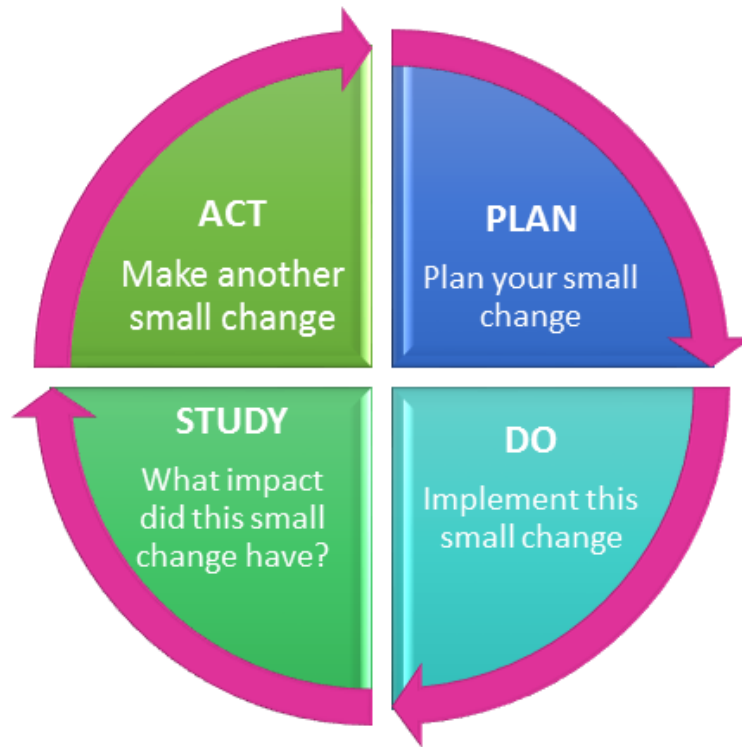 ACT
Make another
small change
PLAN
Plan your small
change
STUDY
What impact
did this small
change have?
DO
Implement this
small change